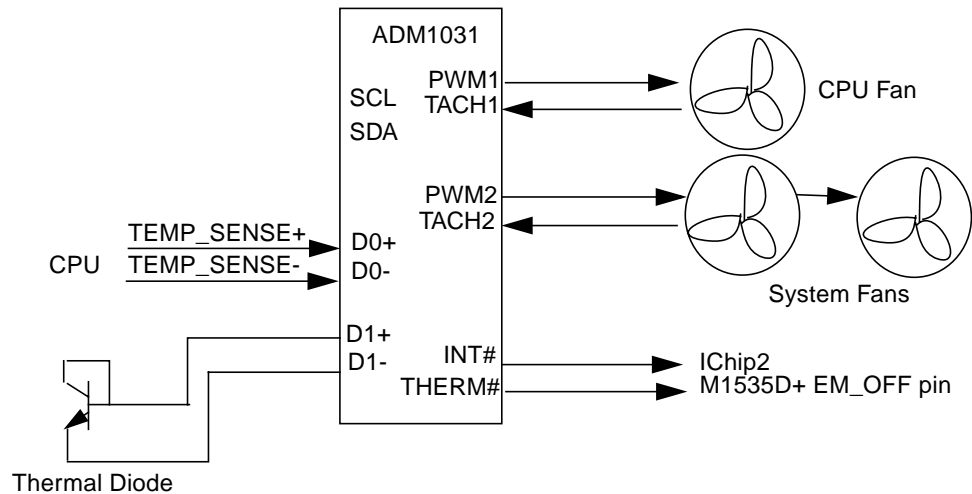 ADM1031
PWM1
TACH1
SCL
SDA
CPU Fan
PWM2
TACH2
TEMP_SENSE+
TEMP_SENSE-
CPU
D0+
D0-
System Fans
D1+
D1-
INT#
THERM#
IChip2
M1535D+ EM_OFF pin
Thermal Diode